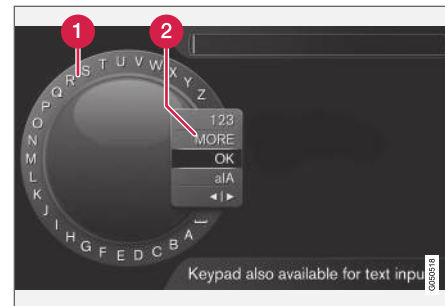 1
2
A B C D E F G H I J K L M N O P Q R S T U V W X Y Z
123
MORE
OK
a|A
◄|►
Keypad also available for text inpu
G050518